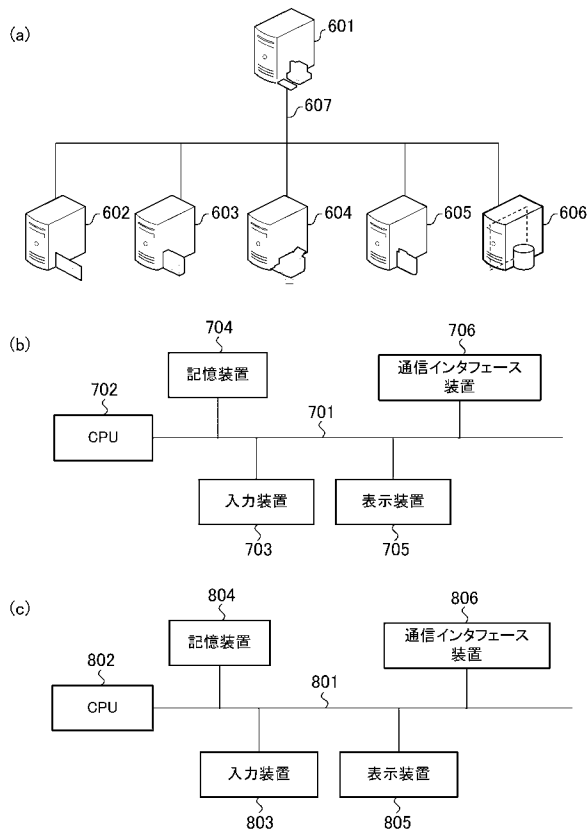 (a)
601
607
602
603
604
605
606
(b)
704
706
記憶装置
通信インタフェース
装置
702
CPU
701
入力装置
表示装置
703
705
(c)
804
806
記憶装置
通信インタフェース
装置
802
CPU
801
入力装置
表示装置
803
805